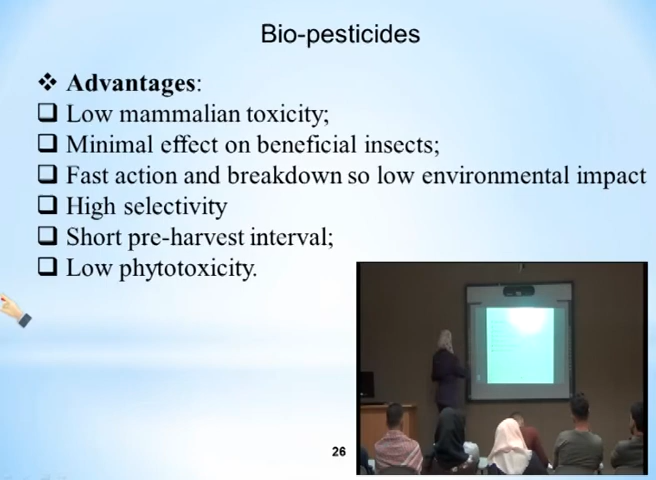 Bio-pesticides
❖ Advantages:
❑ Low mammalian toxicity;
❑ Minimal effect on beneficial insects;
❑ Fast action and breakdown so low environmental impact
❑ High selectivity
❑ Short pre-harvest interval;
❑ Low phytotoxicity.
26